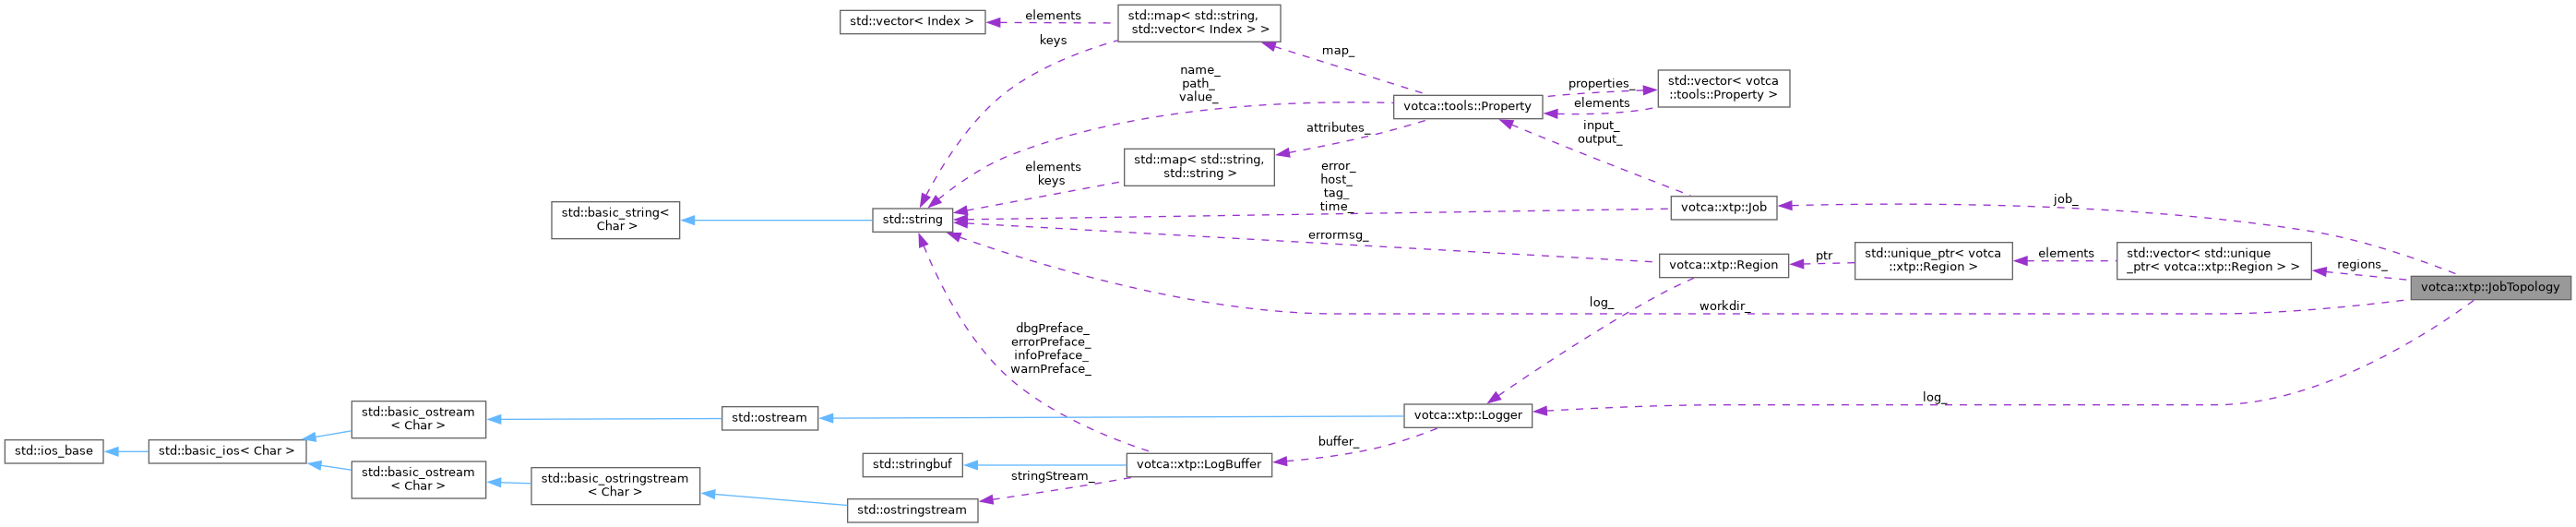 std::vector< Index >
elements
std::map< std::string,
std::vector< Index > >
keys
map_
name_
path_
value_
votca::tools::Property
properties_
elements
std::vector< votca
::tools::Property >
attributes_
input_
output_
std::map< std::string,
std::string >
elements
keys
error_
host_
tag_
time_
std::basic_string<
Char >
std::string
votca::xtp::Job
job_
errormsg_
votca::xtp::Region
ptr
std::unique_ptr< votca
::xtp::Region >
elements
std::vector< std::unique
_ptr< votca::xtp::Region > >
regions_
votca::xtp::JobTopology
log_
workdir_
dbgPreface_
errorPreface_
infoPreface_
warnPreface_
log_
std::basic_ostream
< Char >
std::ostream
votca::xtp::Logger
buffer_
std::ios_base
std::basic_ios< Char >
std::stringbuf
votca::xtp::LogBuffer
stringStream_
std::basic_ostream
< Char >
std::basic_ostringstream
< Char >
std::ostringstream